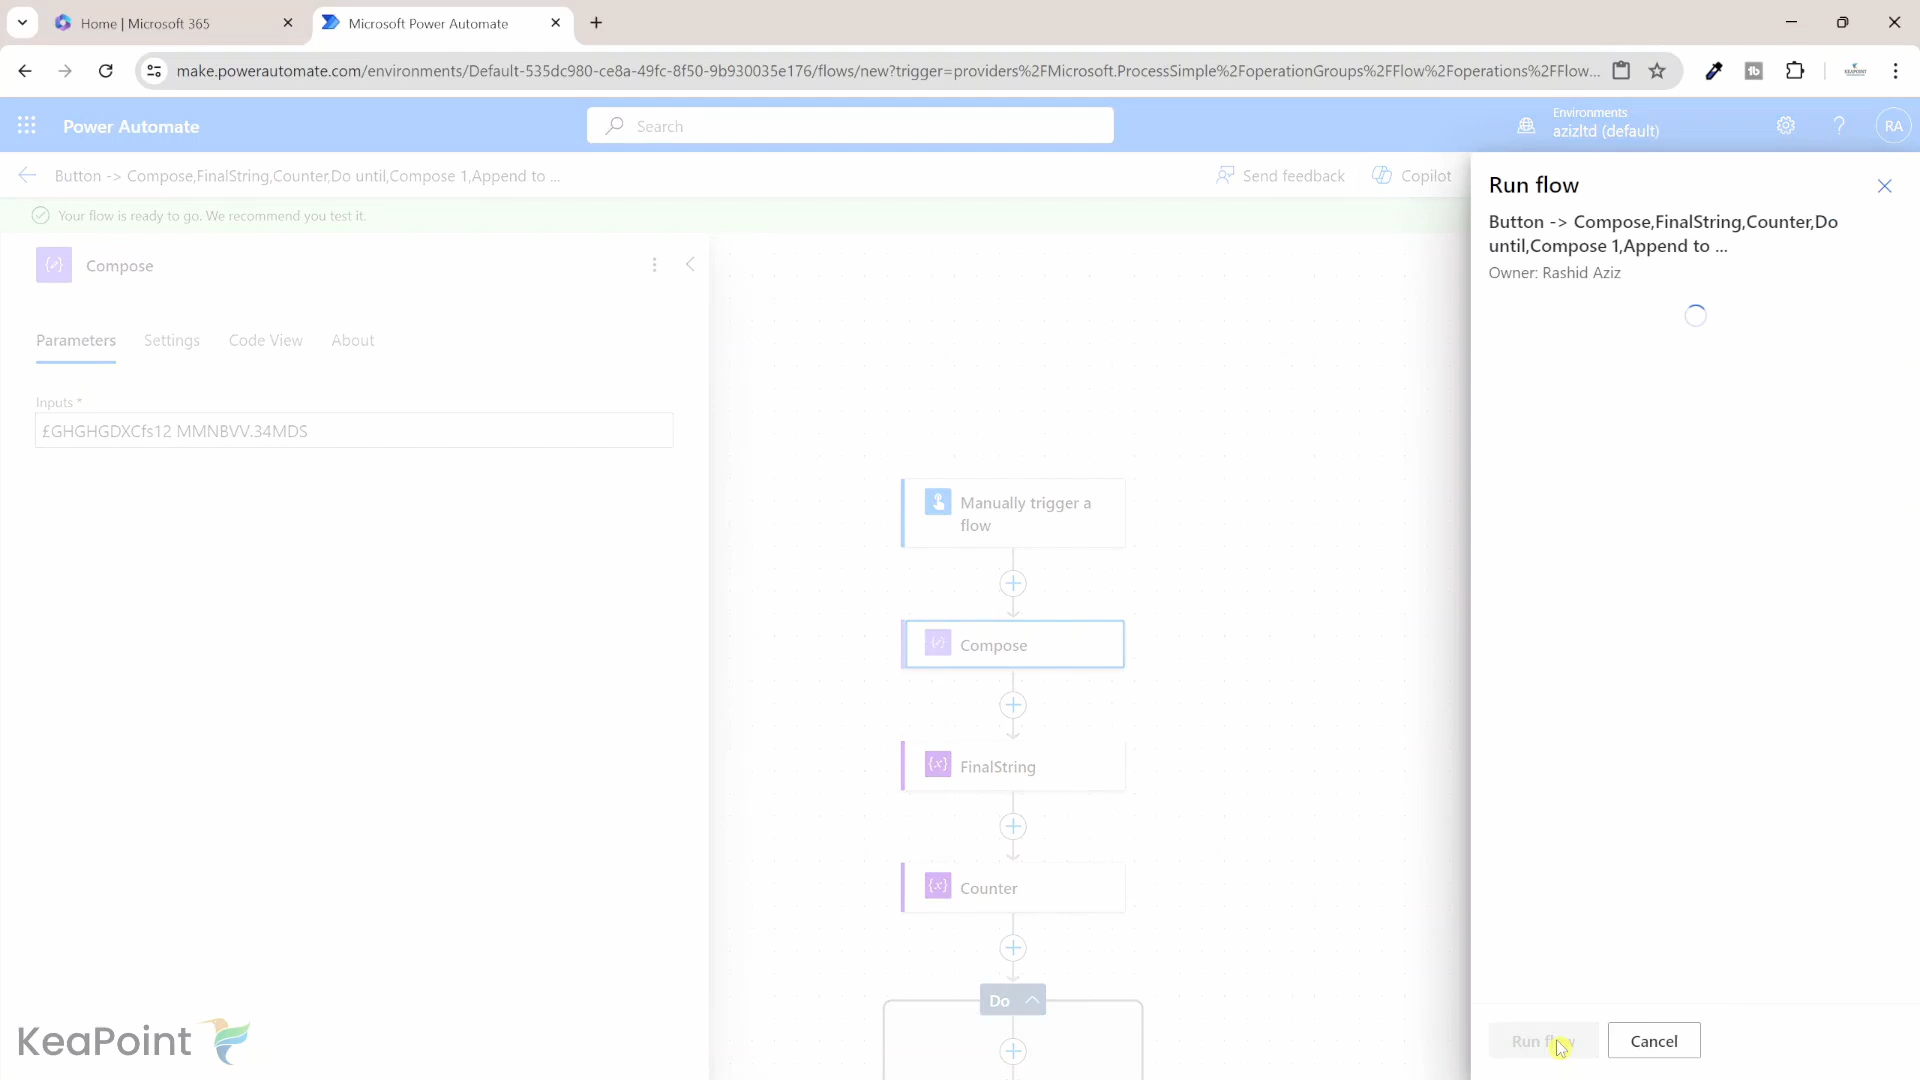 Home | Microsoft 365
Microsoft Power Automate
make.powerautomate.com/environments/Default-535dc980-ce8a-49fc-8f50-9b930035e176/flows/new?trigger=providers%2FMicrosoft.ProcessSimple%2FoperationGroups%2FFlow%2Foperations%2FFlow...
KEAPOINT
Power Automate
Search
Environments
azizltd (default)
?
RA
Button -> Compose,FinalString,Counter,Do until,Compose 1,Append to ...
Send feedback
Copilot
Your flow is ready to go. We recommend you test it.
Compose
Parameters
Settings
Code View
About
Inputs *
£GHGHGDXCfs12 MMNBVV.34MDS
Manually trigger a
flow
Compose
FinalString
Counter
Do
KeaPoint
Run flow
Button -> Compose,FinalString,Counter,Do
until,Compose 1,Append to ...
Owner: Rashid Aziz
Run flow
Cancel